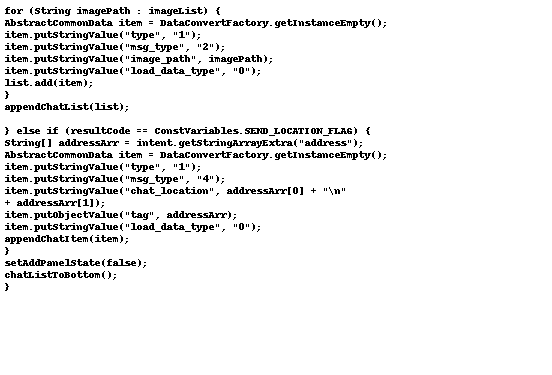 for (String imagePath : imageList) {
AbstractCommonData item = DataConvertFactory.getInstanceEmpty();
item.putStringValue("type", "1");
item.putStringValue("msg_type", "2");
item.putStringValue("image_path", imagePath);
item.putStringValue("load_data_type", "0");
list.add(item);
}
appendChatList(list);

} else if (resultCode == ConstVariables.SEND_LOCATION_FLAG) {
String[] addressArr = intent.getStringArrayExtra("address");
AbstractCommonData item = DataConvertFactory.getInstanceEmpty();
item.putStringValue("type", "1");
item.putStringValue("msg_type", "4");
item.putStringValue("chat_location", addressArr[0] + "\n"
+ addressArr[1]);
item.putObjectValue("tag", addressArr);
item.putStringValue("load_data_type", "0");
appendChatItem(item);
}
setAddPanelState(false);
chatListToBottom();
}